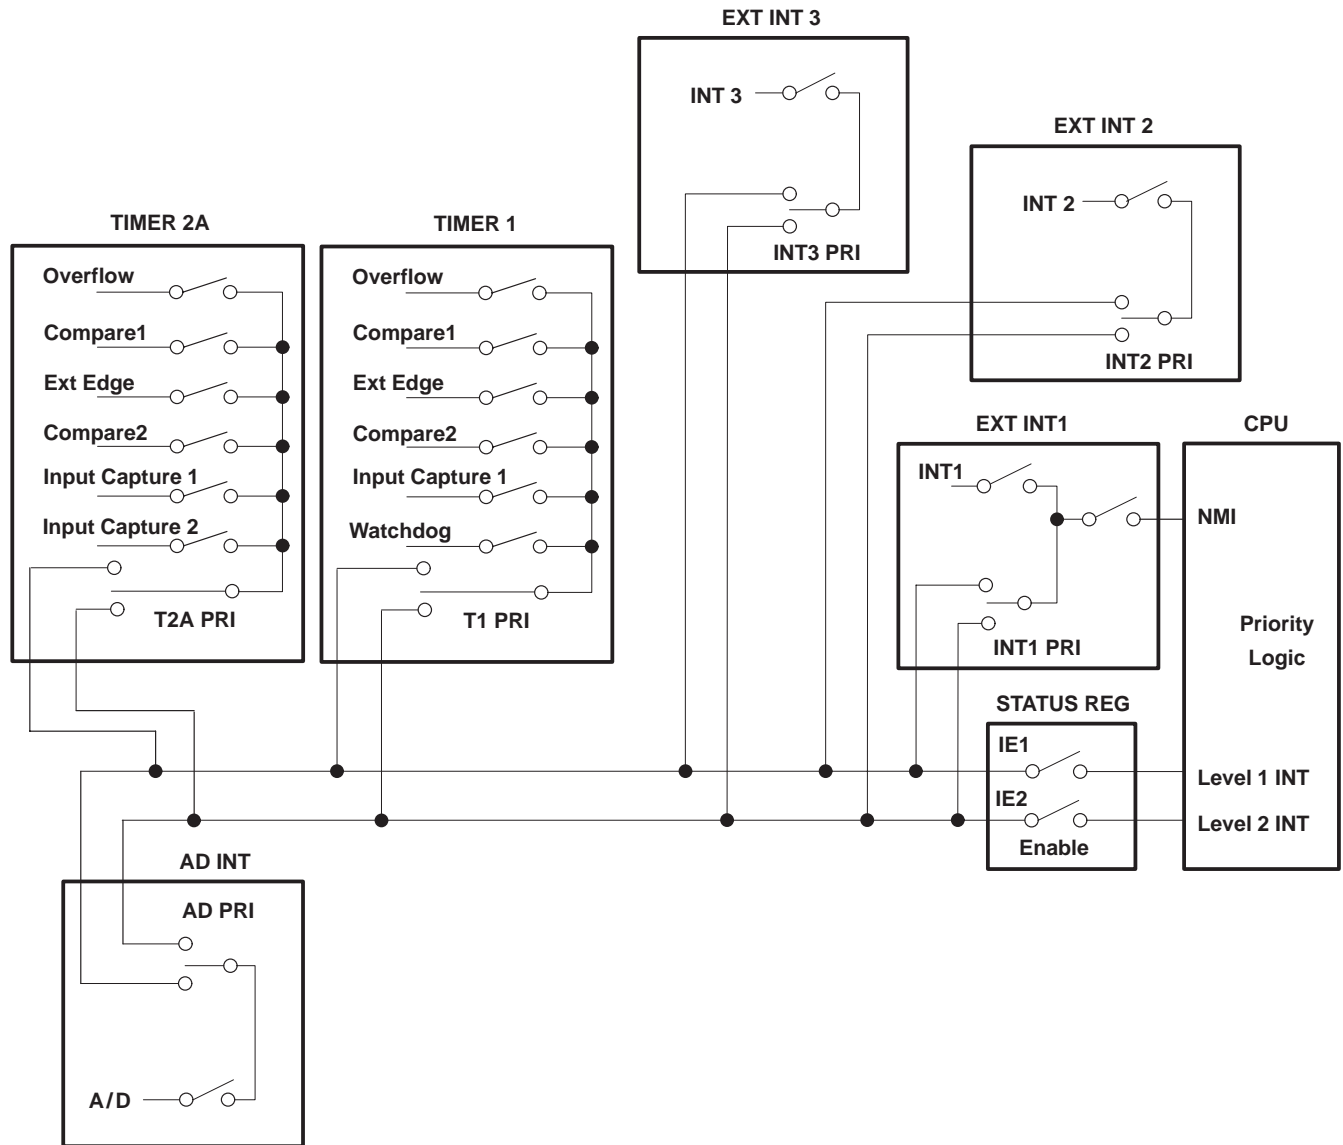 EXT INT 3
INT 3
INT3 PRI
EXT INT 2
INT 2
INT2 PRI
TIMER 2A
Overflow
Compare1
Ext Edge
Compare2
Input Capture 1
Input Capture 2
T2A PRI
TIMER 1
Overflow
Compare1
Ext Edge
Compare2
Input Capture 1
Watchdog
T1 PRI
EXT INT1
INT1
INT1 PRI
CPU
NMI
Priority
Logic
Level 1 INT
Level 2 INT
STATUS REG
IE1
IE2
Enable
AD INT
AD PRI
A/D